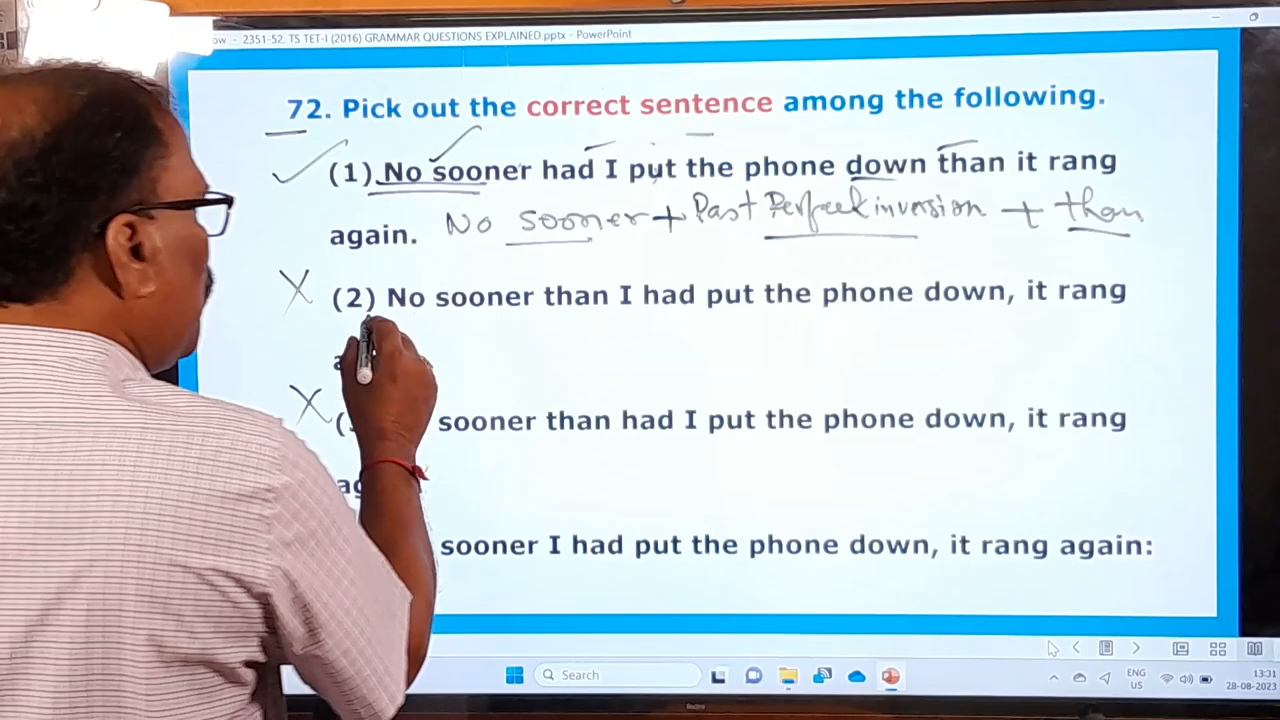 ow - 2351-52. TS TET-I (2016) GRAMMAR QUESTIONS EXPLAINED.pptx - PowerPoint
72. Pick out the correct sentence among the following.
(1) No sooner had I put the phone down than it rang
again. No sooner + Past Perfect inversion + than
(2) No sooner than I had put the phone down, it rang
sooner than had I put the phone down, it rang
ag
sooner I had put the phone down, it rang again:
Search
ENG
US
13:31
28-08-2023
Redmi